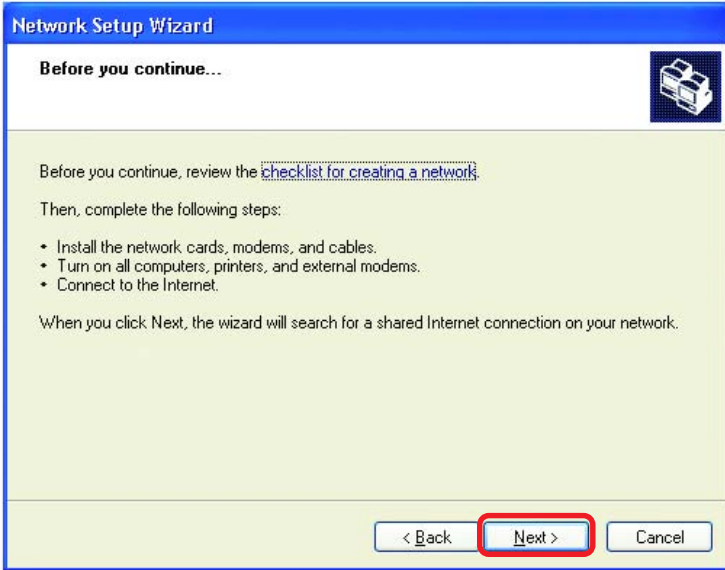 Network Setup Wizard
Before you continue...
Before you continue, review the checklist for creating a network.
Then, complete the following steps:
• Install the network cards, modems, and cables.
• Turn on all computers, printers, and external modems.
• Connect to the Internet.
When you click Next, the wizard will search for a shared Internet connection on your network.
< Back Next > Cancel